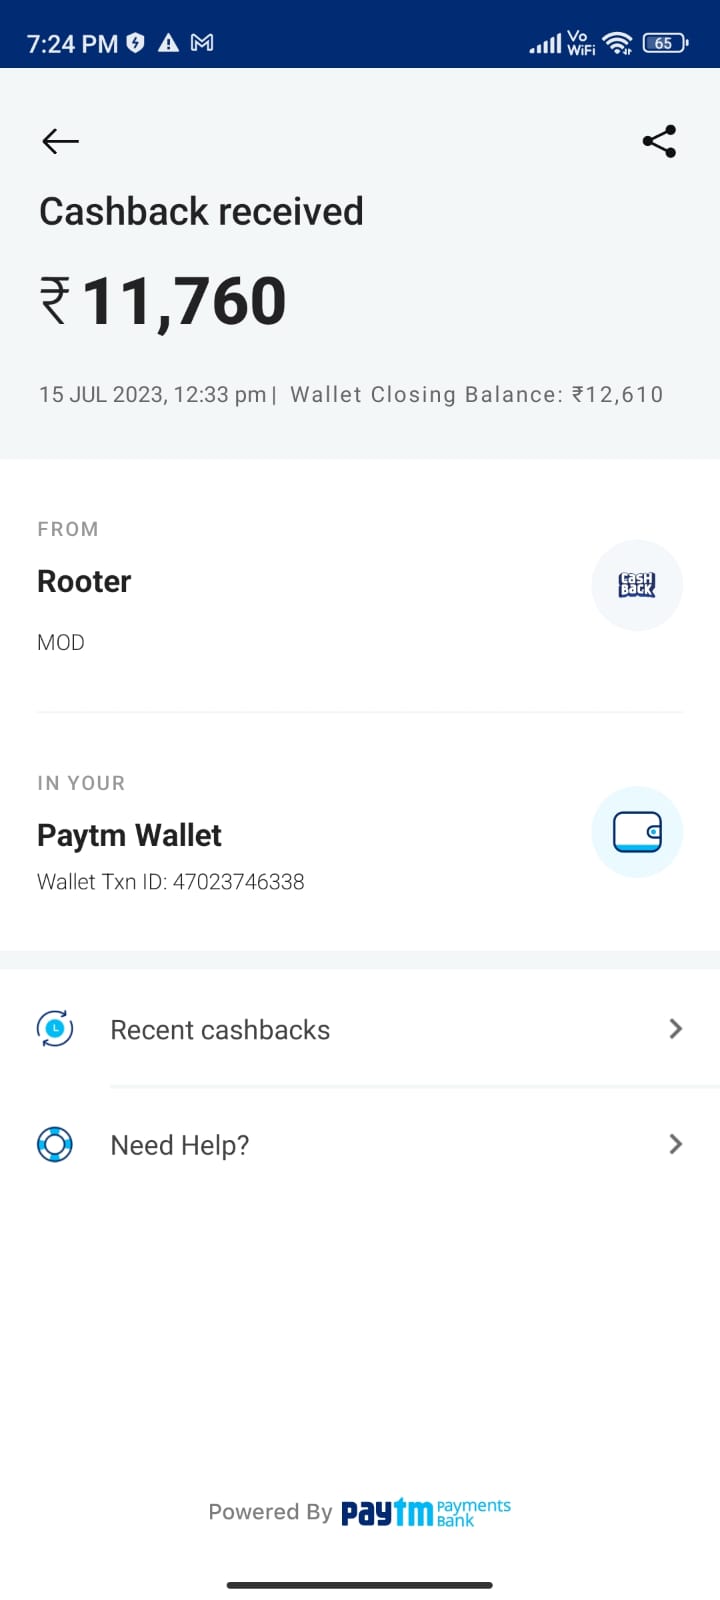 7:24 PM
Vo WiFi
65
Cashback received
₹11,760
15 JUL 2023, 12:33 pm| Wallet Closing Balance: ₹12,610
FROM
Rooter
CASH BACK
MOD
IN YOUR
Paytm Wallet
Wallet Txn ID: 47023746338
Recent cashbacks
Need Help?
Powered By paytm Payments Bank